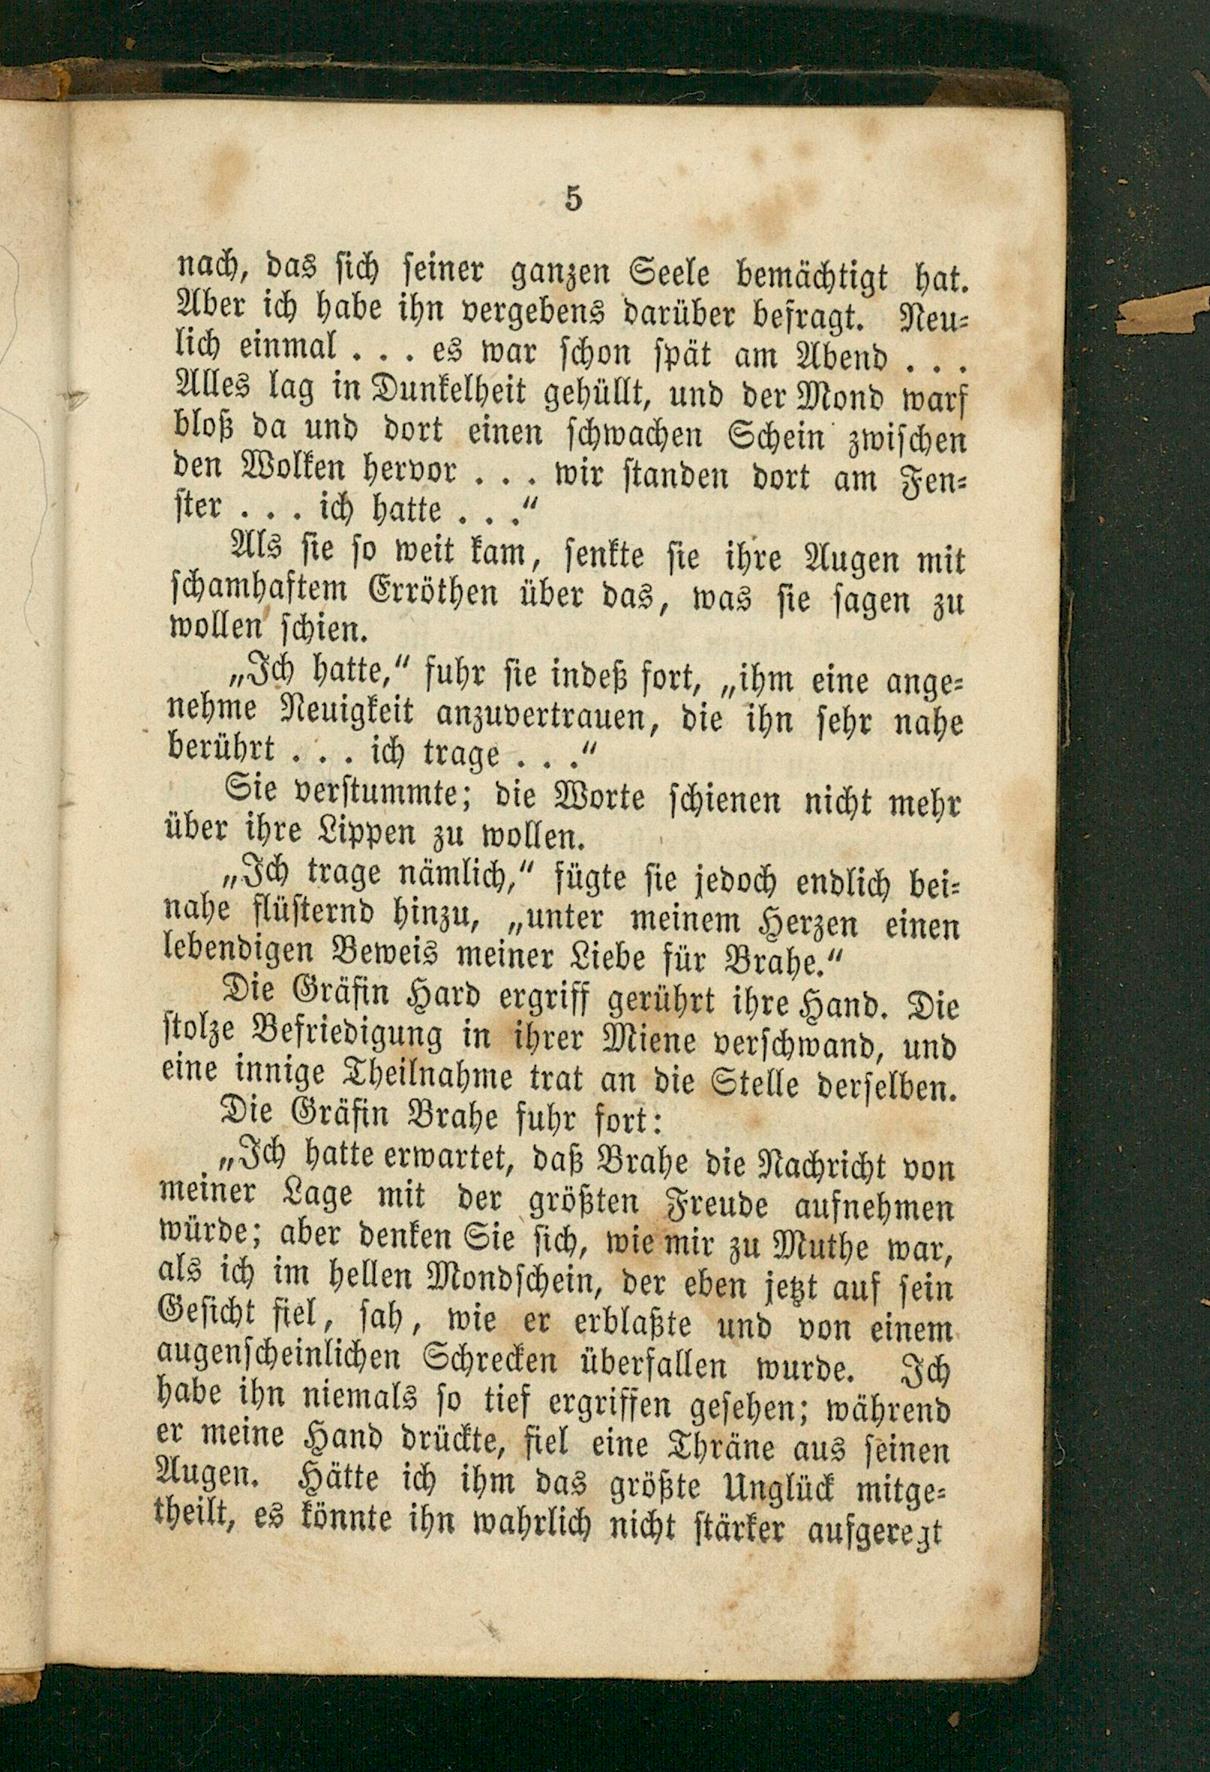 5
nach, das sich seiner ganzen Seele bemächtigt hat.
Aber ich habe ihn vergebens darüber befragt. Neu=
lich einmal . . . es war schon spät am Abend . . .
Alles lag in Dunkelheit gehüllt, und der Mond warf
bloß da und dort einen schwachen Schein zwischen
den Wolken hervor . . . wir standen dort am Fen=
ster . . . ich hatte . . .“
Als sie so weit kam, senkte sie ihre Augen mit
schamhaftem Erröthen über das, was sie sagen zu
wollen schien.
„Ich hatte,“ fuhr sie indeß fort, „ihm eine ange=
nehme Neuigkeit anzuvertrauen, die ihn sehr nahe
berührt . . . ich trage . . .“
Sie verstummte; die Worte schienen nicht mehr
über ihre Lippen zu wollen.
„Ich trage nämlich,“ fügte sie jedoch endlich bei=
nahe flüsternd hinzu, „unter meinem Herzen einen
lebendigen Beweis meiner Liebe für Brahe.“
Die Gräfin Hard ergriff gerührt ihre Hand. Die
stolze Befriedigung in ihrer Miene verschwand, und
eine innige Theilnahme trat an die Stelle derselben.
Die Gräfin Brahe fuhr fort:
„Ich hatte erwartet, daß Brahe die Nachricht von
meiner Lage mit der größten Freude aufnehmen
würde; aber denken Sie sich, wie mir zu Muthe war,
als ich im hellen Mondschein, der eben jetzt auf sein
Gesicht fiel, sah, wie er erblaßte und von einem
augenscheinlichen Schrecken überfallen wurde. Ich
habe ihn niemals so tief ergriffen gesehen; während
er meine Hand drückte, fiel eine Thräne aus seinen
Augen. Hätte ich ihm das größte Unglück mitge=
theilt, es könnte ihn wahrlich nicht stärker aufgeregt